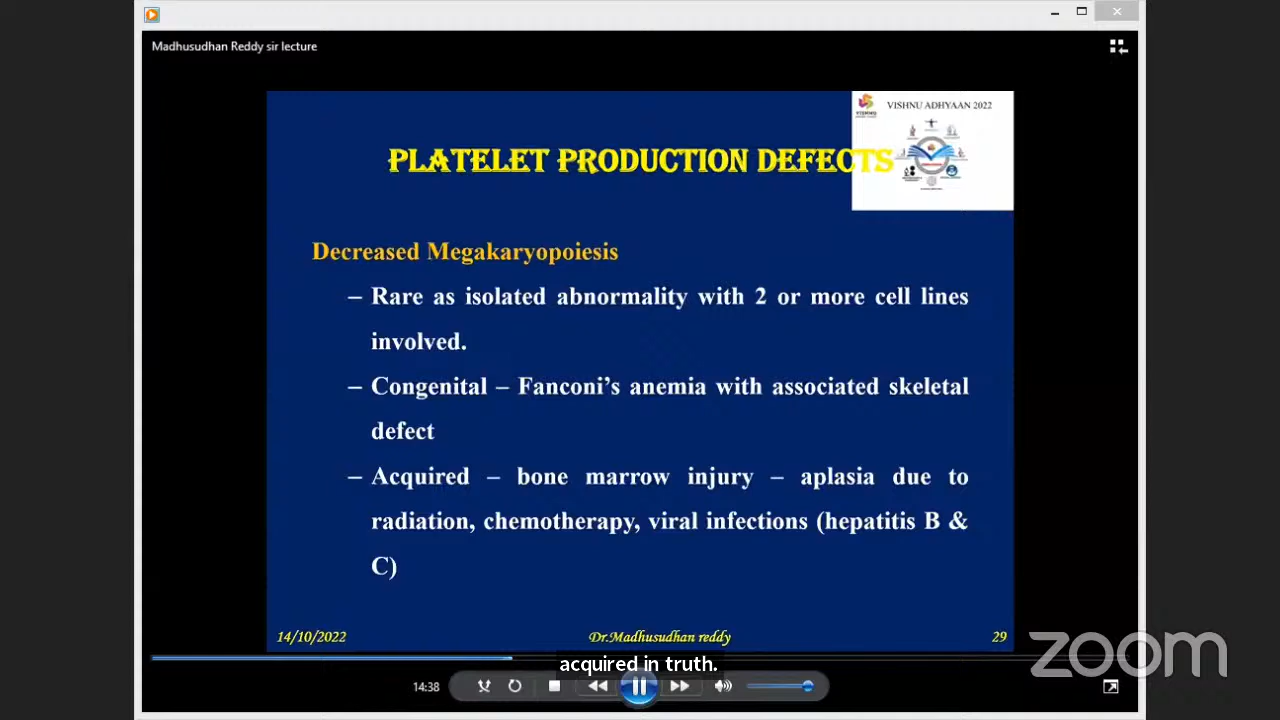 Madhusudhan Reddy sir lecture
VISHNU ADHYAAN 2022
PLATELET PRODUCTION DEFECTS
Decreased Megakaryopoiesis
– Rare as isolated abnormality with 2 or more cell lines
involved.
– Congenital – Fanconi’s anemia with associated skeletal
defect
– Acquired – bone marrow injury – aplasia due to
radiation, chemotherapy, viral infections (hepatitis B &
C)
14/10/2022
Dr.Madhusudhan reddy
29
acquired in truth.
14:38
zoom